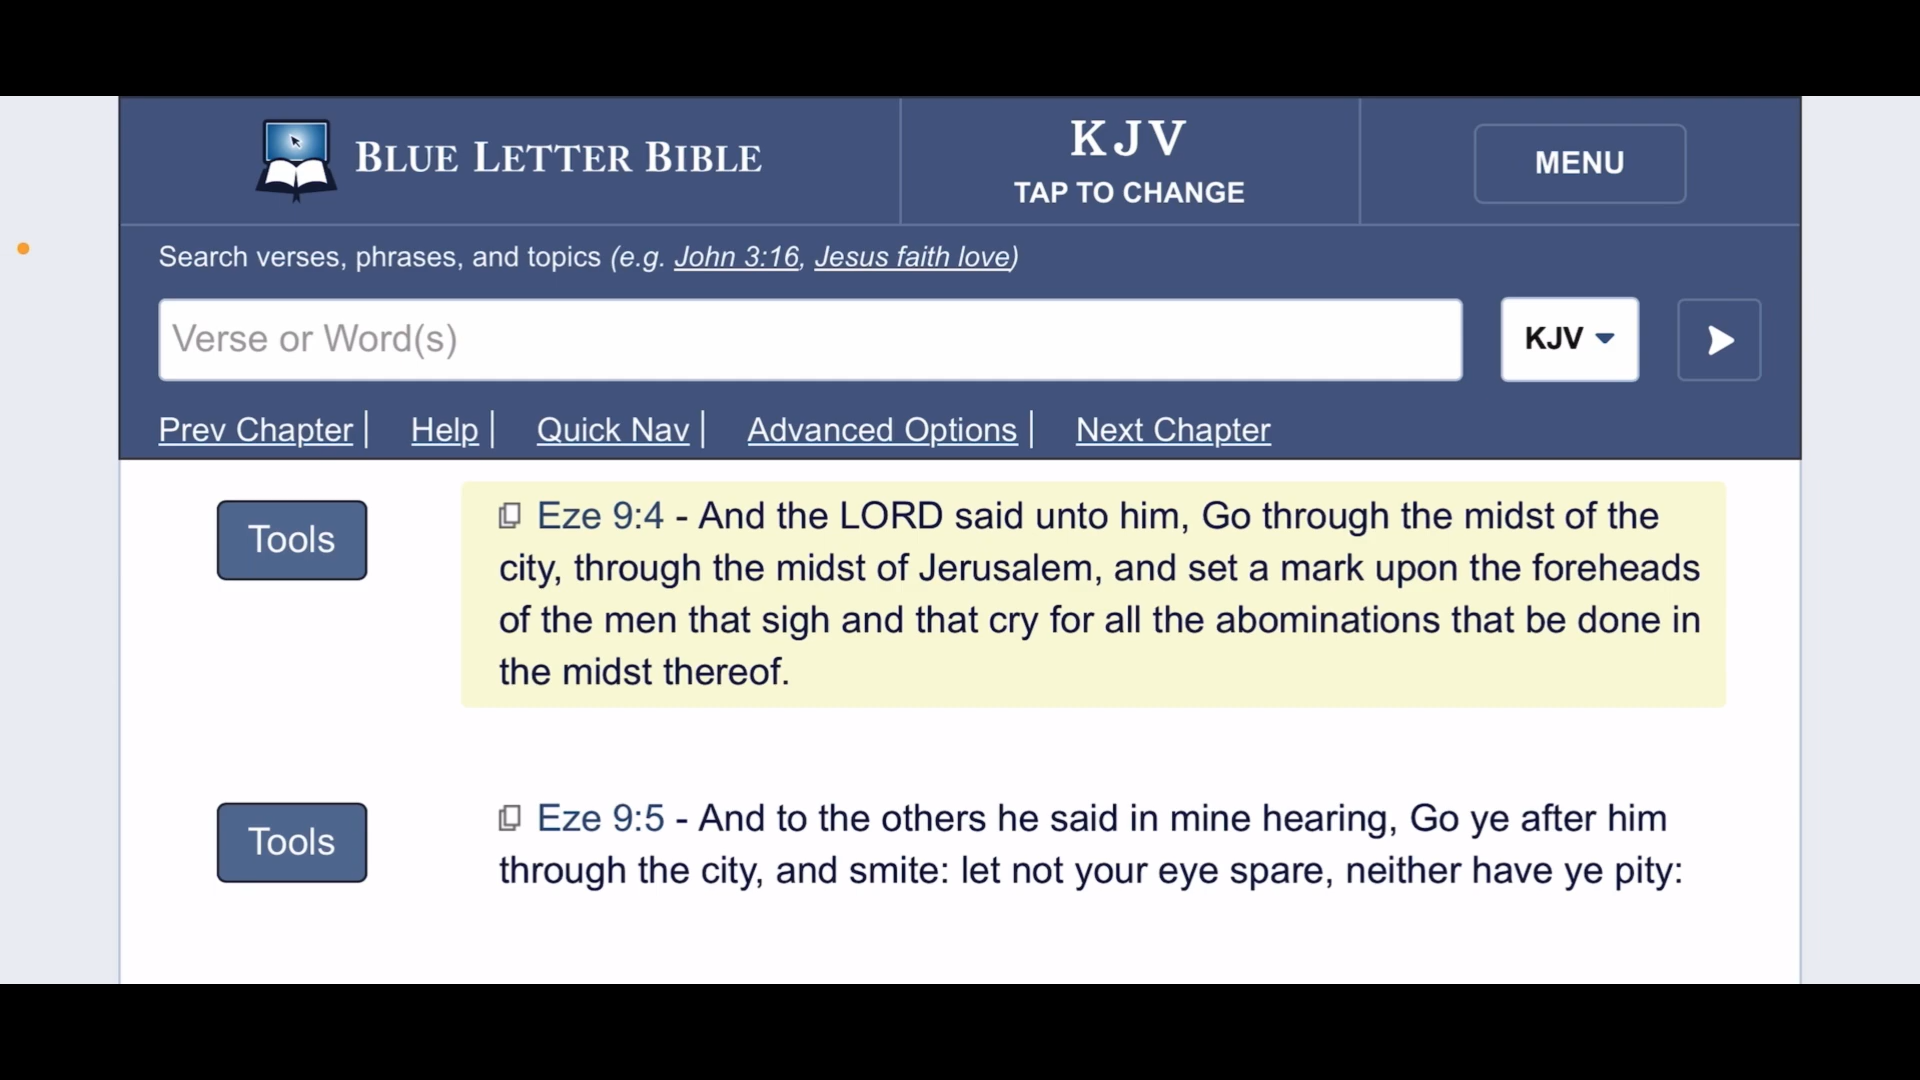 BLUE LETTER BIBLE
KJV
TAP TO CHANGE
MENU
Search verses, phrases, and topics (e.g. John 3:16, Jesus faith love)
Verse or Word(s)
KJV
Prev Chapter | Help | Quick Nav | Advanced Options | Next Chapter
Tools
Eze 9:4 - And the LORD said unto him, Go through the midst of the
city, through the midst of Jerusalem, and set a mark upon the foreheads
of the men that sigh and that cry for all the abominations that be done in
the midst thereof.
Tools
Eze 9:5 - And to the others he said in mine hearing, Go ye after him
through the city, and smite: let not your eye spare, neither have ye pity: